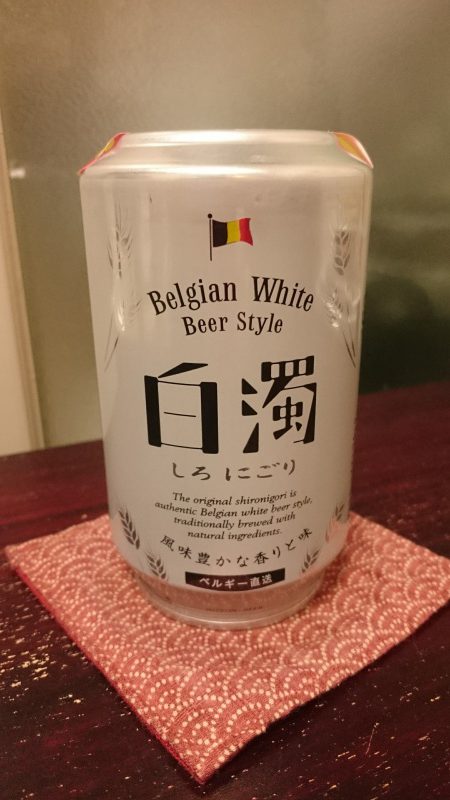 Belgian White
Beer Style
白濁
しろにごり
The original shironigori is
authentic Belgian white beer style,
traditionally brewed with
natural ingredients.
風味豊かな香りと味
ベルギー直送